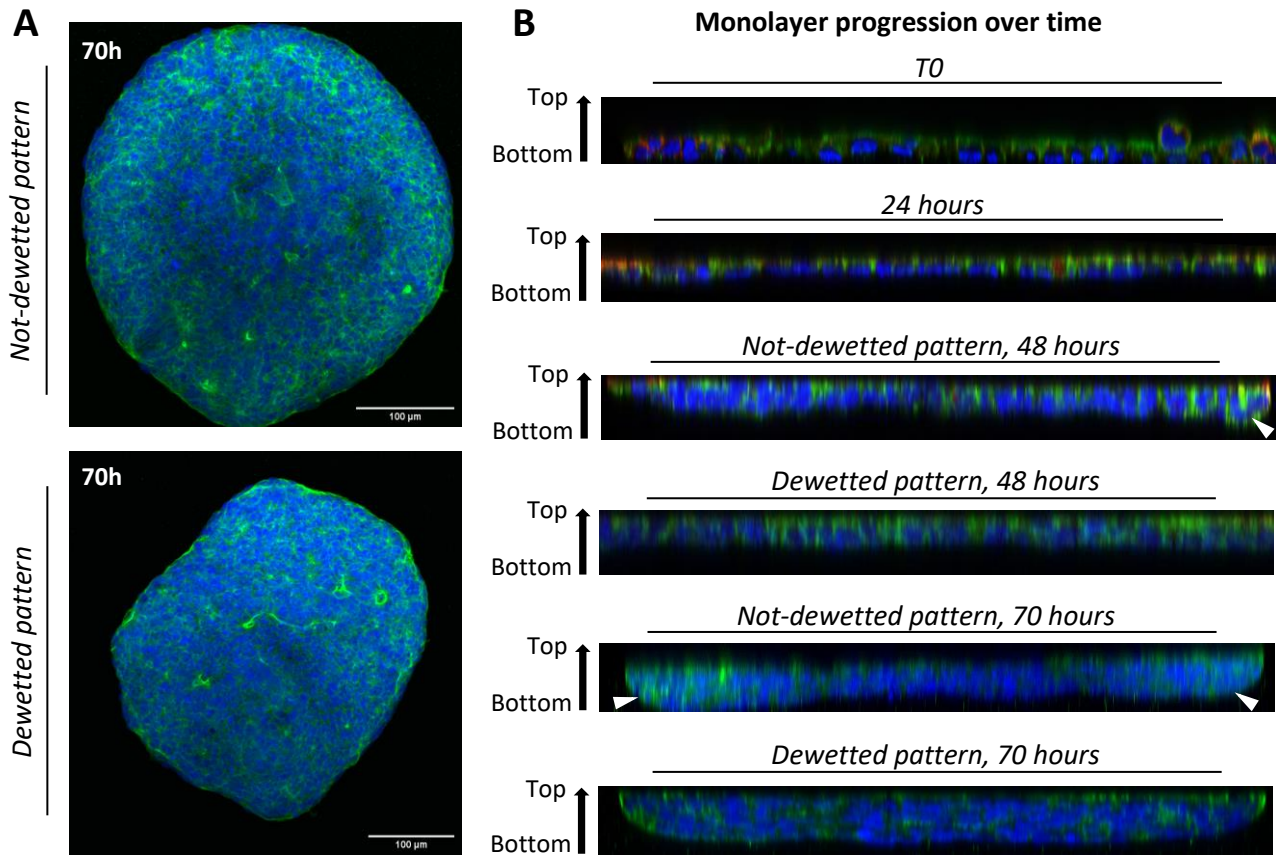 A
70h
Not-dewetted pattern
100 µm
70h
Dewetted pattern
100 µm
B
Monolayer progression over time
T0
Top
Bottom
24 hours
Top
Bottom
Not-dewetted pattern, 48 hours
Top
Bottom
Dewetted pattern, 48 hours
Top
Bottom
Not-dewetted pattern, 70 hours
Top
Bottom
Dewetted pattern, 70 hours
Top
Bottom